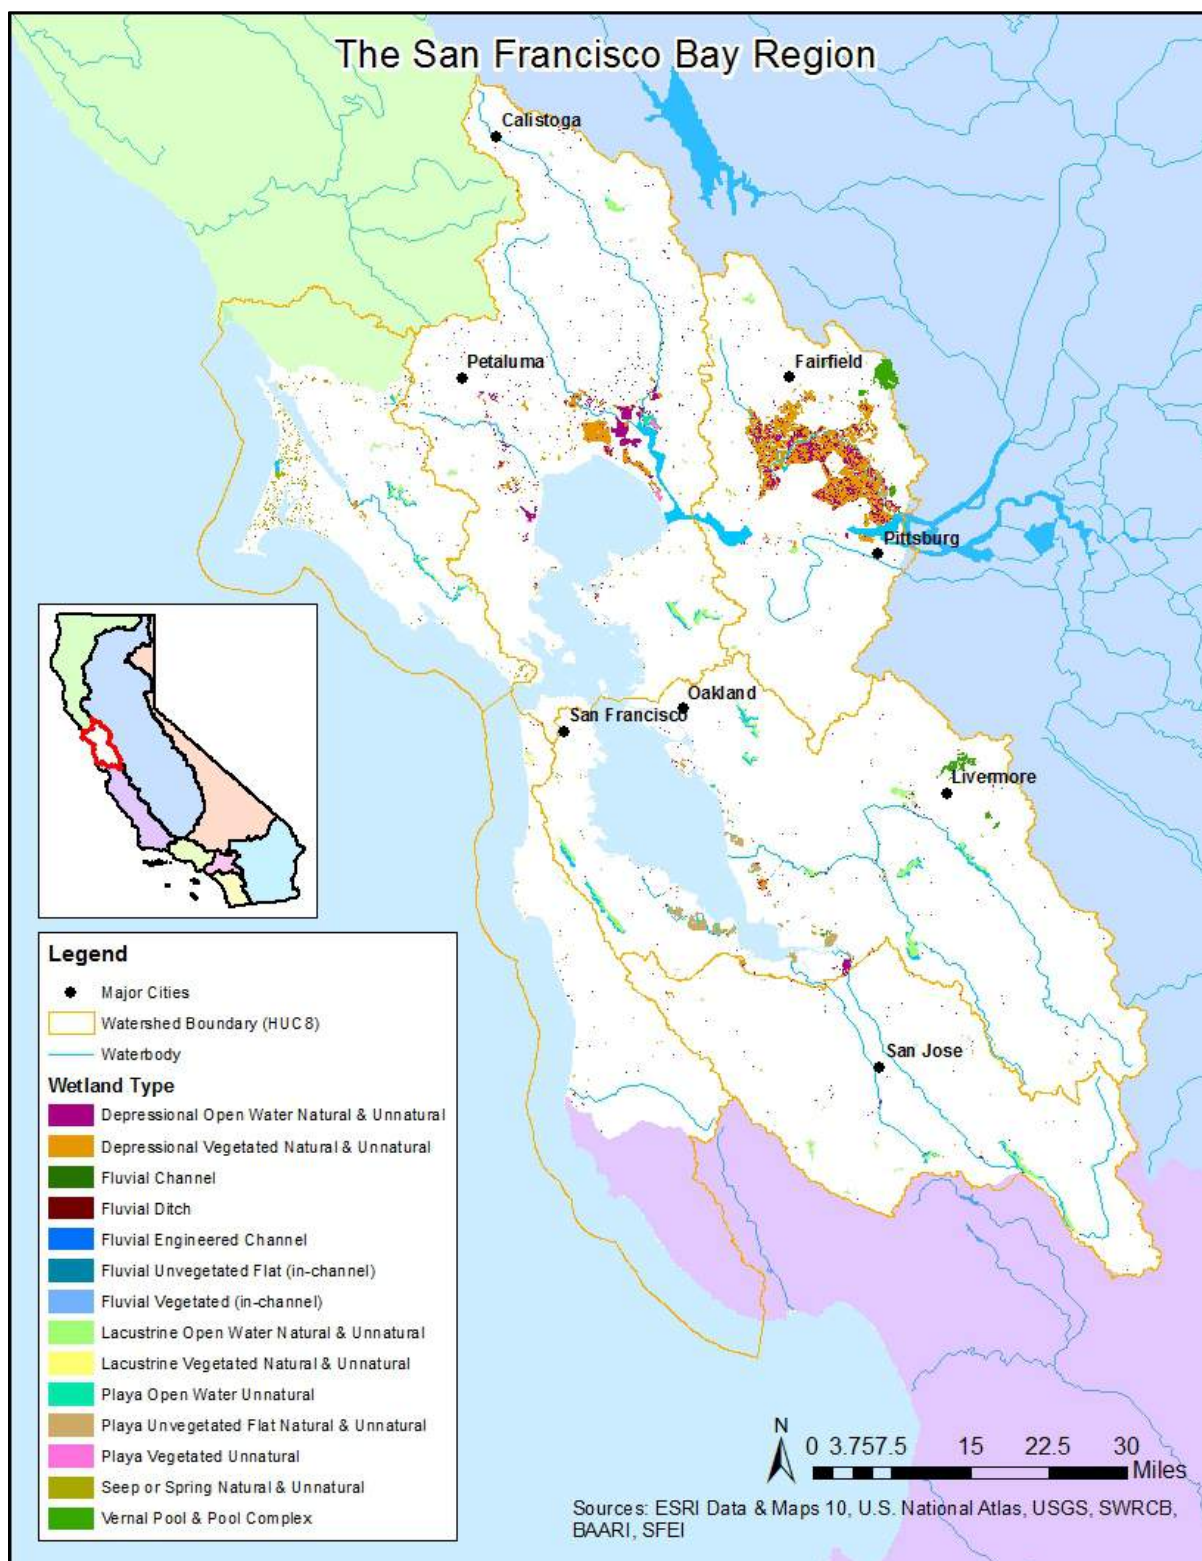 The San Francisco Bay Region
Calistoga
Petaluma
Fairfield
Pittsburg
Oakland
San Francisco
Livermore
San Jose
Legend
Major Cities
Watershed Boundary (HUC 8)
Waterbody
Wetland Type
Depressional Open Water Natural & Unnatural
Depressional Vegetated Natural & Unnatural
Fluvial Channel
Fluvial Ditch
Fluvial Engineered Channel
Fluvial Unvegetated Flat (in-channel)
Fluvial Vegetated (in-channel)
Lacustrine Open Water Natural & Unnatural
Lacustrine Vegetated Natural & Unnatural
Playa Open Water Unnatural
Playa Unvegetated Flat Natural & Unnatural
Playa Vegetated Unnatural
Seep or Spring Natural & Unnatural
Vernal Pool & Pool Complex
N
0 3.75 7.5 15 22.5 30
Miles
Sources: ESRI Data & Maps 10, U.S. National Atlas, USGS, SWRCB,
BAARI, SFEI